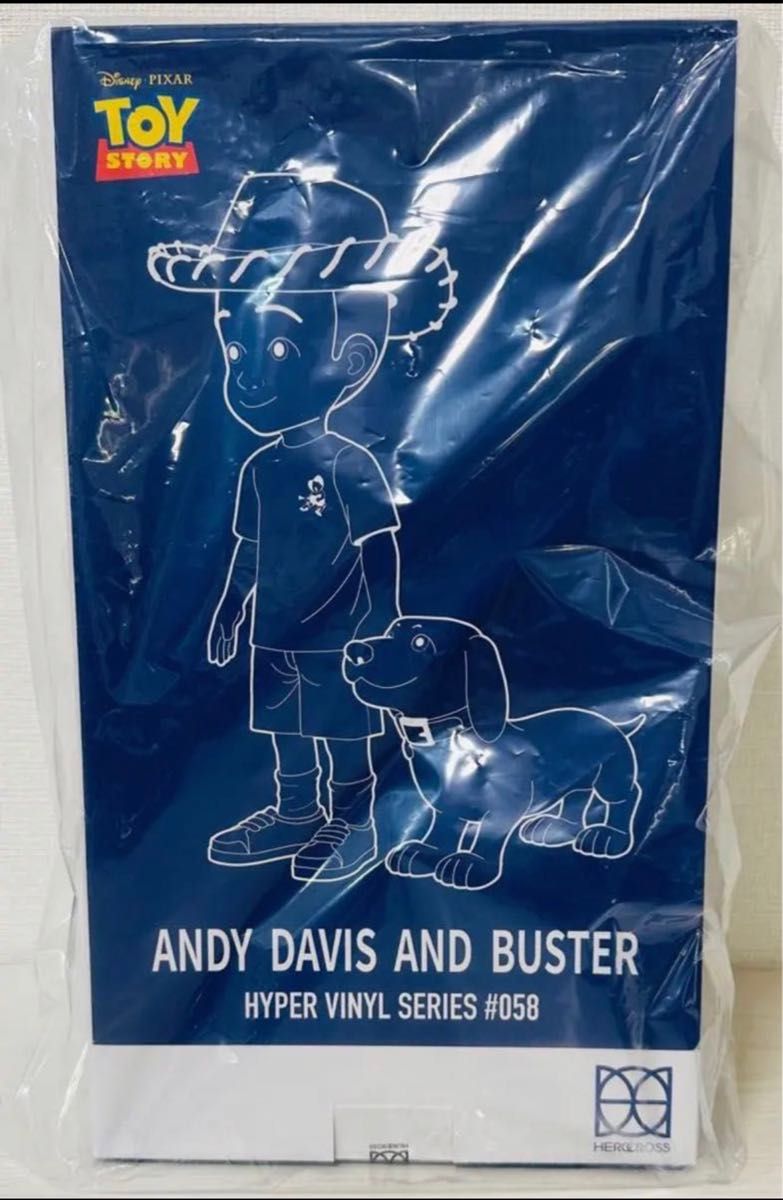 Disney · PIXAR
TOY
STORY
ANDY DAVIS AND BUSTER
HYPER VINYL SERIES #058
HEROCROSS